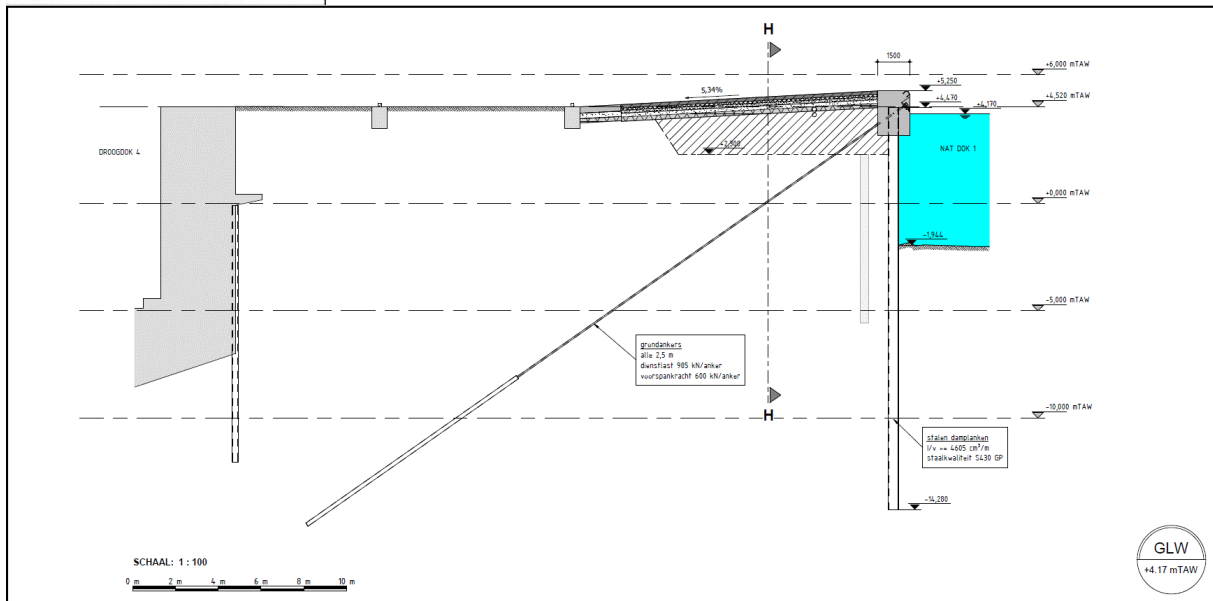 H
1500
+6,000 mTAW
+5,250
5,34%
+4,470
+4,520 mTAW
+4,170
DROOGDOK 4
+2,300
NAT DOK 1
+0,000 mTAW
-1,944
-5,000 mTAW
grondankers
alle 2,5 m
dienstlast 985 kN/anker
voorspankracht 600 kN/anker
H
-10,000 mTAW
stalen damplanken
I/v >= 4605 cm³/m
staalkwaliteit S430 GP
-14,280
SCHAAL: 1 : 100
0 m 2 m 4 m 6 m 8 m 10 m
GLW
+4.17 mTAW